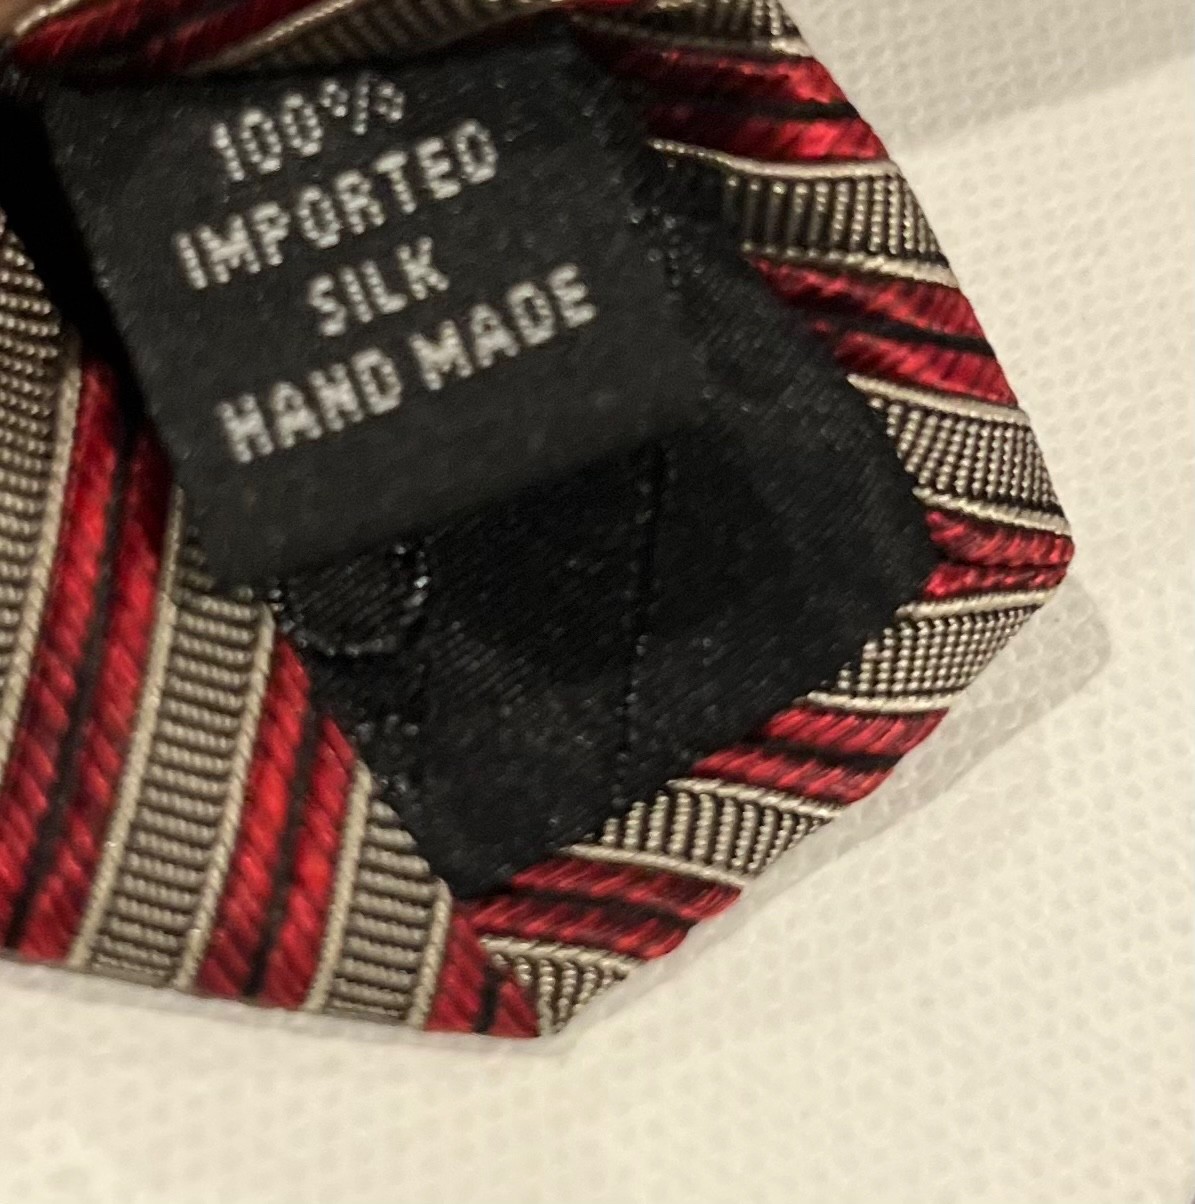 100%
IMPORTED
SILK
HAND MADE